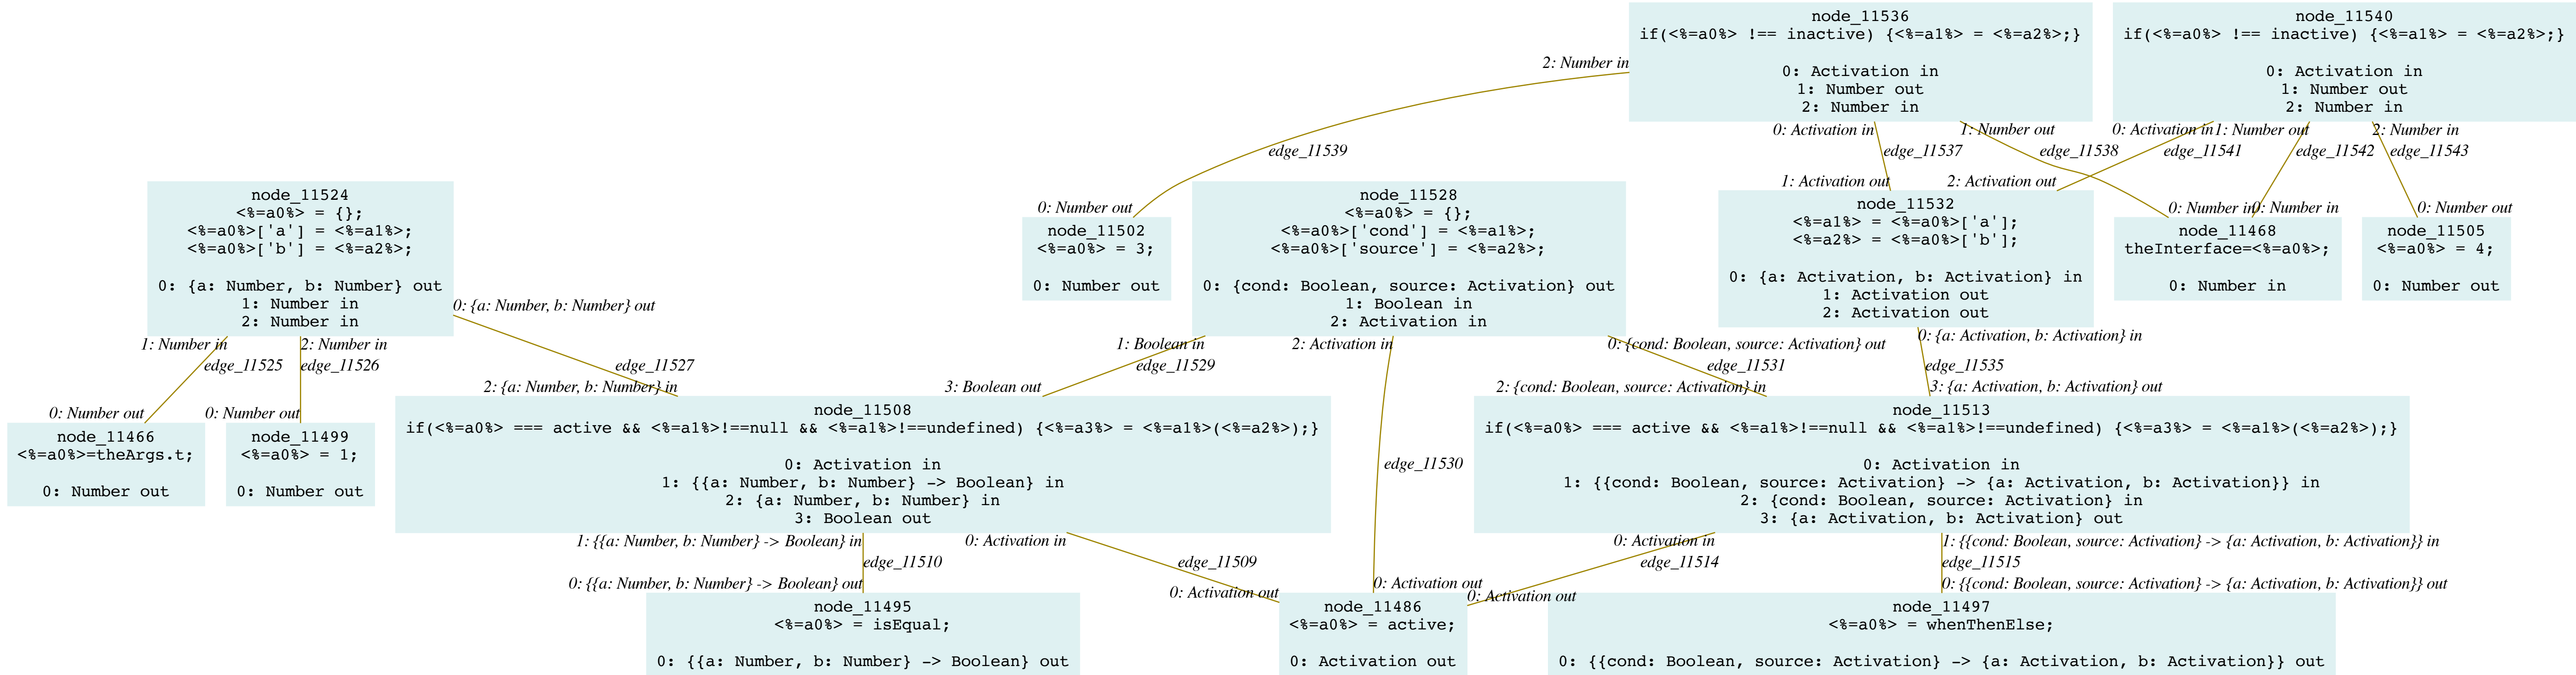 node_11536
if(<%=a0%> !== inactive) {<%=a1%> = <%=a2%>;}
0: Activation in
1: Number out
2: Number in
node_11540
if(<%=a0%> !== inactive) {<%=a1%> = <%=a2%>;}
0: Activation in
1: Number out
2: Number in
2: Number in
0: Activation in
1: Number out
0: Activation in
1: Number out
2: Number in
edge_11539
edge_11537
edge_11538
edge_11541
edge_11542
edge_11543
0: Number out
1: Activation out
2: Activation out
0: Number in
0: Number in
0: Number out
node_11524
<%=a0%> = {};
<%=a0%>['a'] = <%=a1%>;
<%=a0%>['b'] = <%=a2%>;
0: {a: Number, b: Number} out
1: Number in
2: Number in
node_11502
<%=a0%> = 3;
0: Number out
node_11528
<%=a0%> = {};
<%=a0%>['cond'] = <%=a1%>;
<%=a0%>['source'] = <%=a2%>;
0: {cond: Boolean, source: Activation} out
1: Boolean in
2: Activation in
node_11532
<%=a1%> = <%=a0%>['a'];
<%=a2%> = <%=a0%>['b'];
0: {a: Activation, b: Activation} in
1: Activation out
2: Activation out
node_11468
theInterface=<%=a0%>;
0: Number in
node_11505
<%=a0%> = 4;
0: Number out
0: {a: Number, b: Number} out
1: Number in
2: Number in
1: Boolean in
2: Activation in
0: {cond: Boolean, source: Activation} out
0: {a: Activation, b: Activation} in
edge_11525
edge_11526
edge_11527
edge_11529
edge_11531
edge_11535
0: Number out
0: Number out
2: {a: Number, b: Number} in
3: Boolean out
2: {cond: Boolean, source: Activation} in
3: {a: Activation, b: Activation} out
node_11466
<%=a0%>=theArgs.t;
0: Number out
node_11499
<%=a0%> = 1;
0: Number out
node_11508
if(<%=a0%> === active && <%=a1%>!==null && <%=a1%>!==undefined) {<%=a3%> = <%=a1%>(<%=a2%>);}
0: Activation in
1: {{a: Number, b: Number} -> Boolean} in
2: {a: Number, b: Number} in
3: Boolean out
edge_11530
node_11513
if(<%=a0%> === active && <%=a1%>!==null && <%=a1%>!==undefined) {<%=a3%> = <%=a1%>(<%=a2%>);}
0: Activation in
1: {{cond: Boolean, source: Activation} -> {a: Activation, b: Activation}} in
2: {cond: Boolean, source: Activation} in
3: {a: Activation, b: Activation} out
1: {{a: Number, b: Number} -> Boolean} in
0: Activation in
0: Activation in
1: {{cond: Boolean, source: Activation} -> {a: Activation, b: Activation}} in
edge_11510
edge_11509
edge_11514
edge_11515
0: {{a: Number, b: Number} -> Boolean} out
0: Activation out
0: Activation out
0: Activation out
0: {{cond: Boolean, source: Activation} -> {a: Activation, b: Activation}} out
node_11495
<%=a0%> = isEqual;
0: {{a: Number, b: Number} -> Boolean} out
node_11486
<%=a0%> = active;
0: Activation out
node_11497
<%=a0%> = whenThenElse;
0: {{cond: Boolean, source: Activation} -> {a: Activation, b: Activation}} out